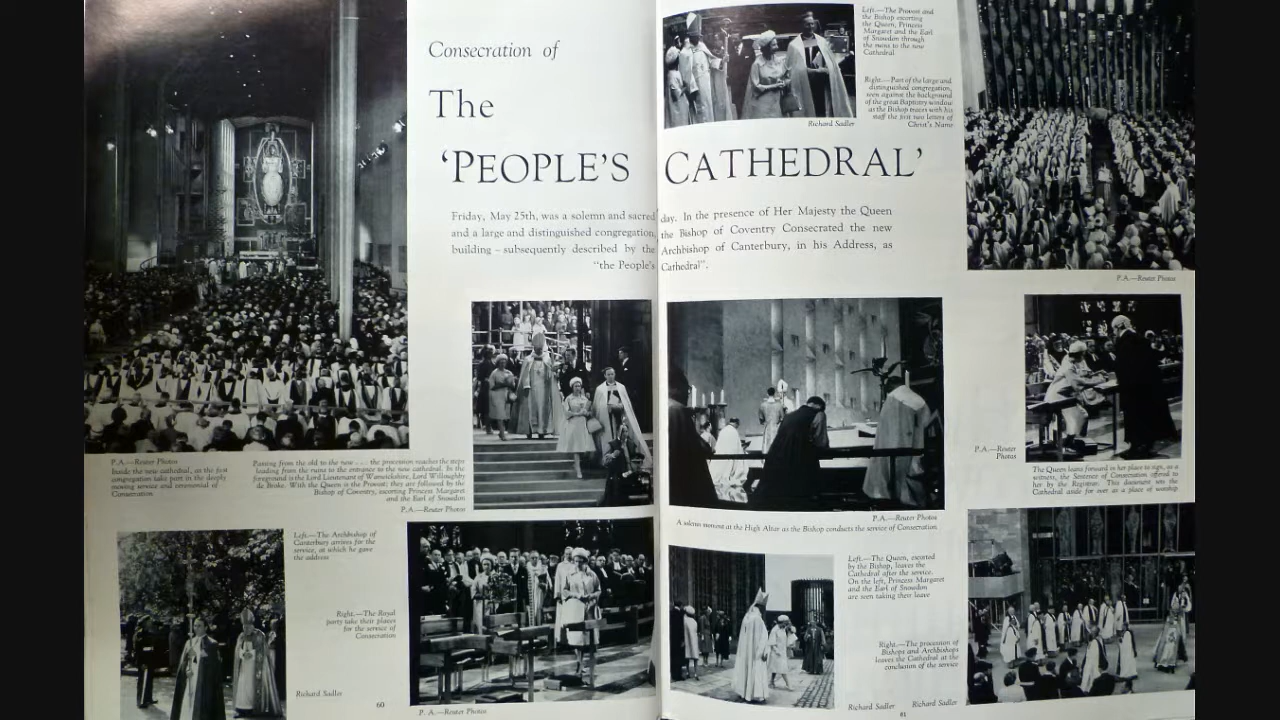 Consecration of
The
‘PEOPLE’S CATHEDRAL’
Friday, May 25th, was a solemn and sacred day. In the presence of Her Majesty the Queen
and a large and distinguished congregation, the Bishop of Coventry Consecrated the new
building – subsequently described by the Archbishop of Canterbury, in his Address, as
“the People’s Cathedral”.
Left.—The Provost and
the Bishop escorting
the Queen, Princess
Margaret and the Earl
of Snowdon through
the ruins to the new
Cathedral
Right.—Part of the large and
distinguished congregation,
seen against the background
of the great Baptistry window
as the Bishop traces with his
staff the first two letters of
Christ's Name
Richard Sadler
P.A.—Reuter Photos
P.A.—Reuter Photos
Inside the new cathedral, as the first
congregation take part in the deeply
moving service and ceremonial of
Consecration
Passing from the old to the new . . . the procession reaches the steps
leading from the ruins to the entrance to the new cathedral. In the
foreground is the Lord Lieutenant of Warwickshire, Lord Willoughby
de Broke. With the Queen is the Provost; they are followed by the
Bishop of Coventry, escorting Princess Margaret
and the Earl of Snowdon
P.A.—Reuter Photos
P.A.—Reuter Photos
A solemn moment at the High Altar as the Bishop conducts the service of Consecration
P.A.—Reuter
Photos
The Queen leans forward in her place to sign, as a
witness, the Sentence of Consecration offered to
her by the Registrar. This document sets the
Cathedral aside for ever as a place of worship
Left.—The Archbishop of
Canterbury arrives for the
service, at which he gave
the address
Right.—The Royal
party take their places
for the service of
Consecration
Richard Sadler
60
P. A.—Reuter Photos
Left.—The Queen, escorted
by the Bishop, leaves the
Cathedral after the service.
On the left, Princess Margaret
and the Earl of Snowdon
are seen taking their leave
Right.—The procession of
Bishops and Archbishops
leaves the Cathedral at the
conclusion of the service
Richard Sadler
Richard Sadler
61